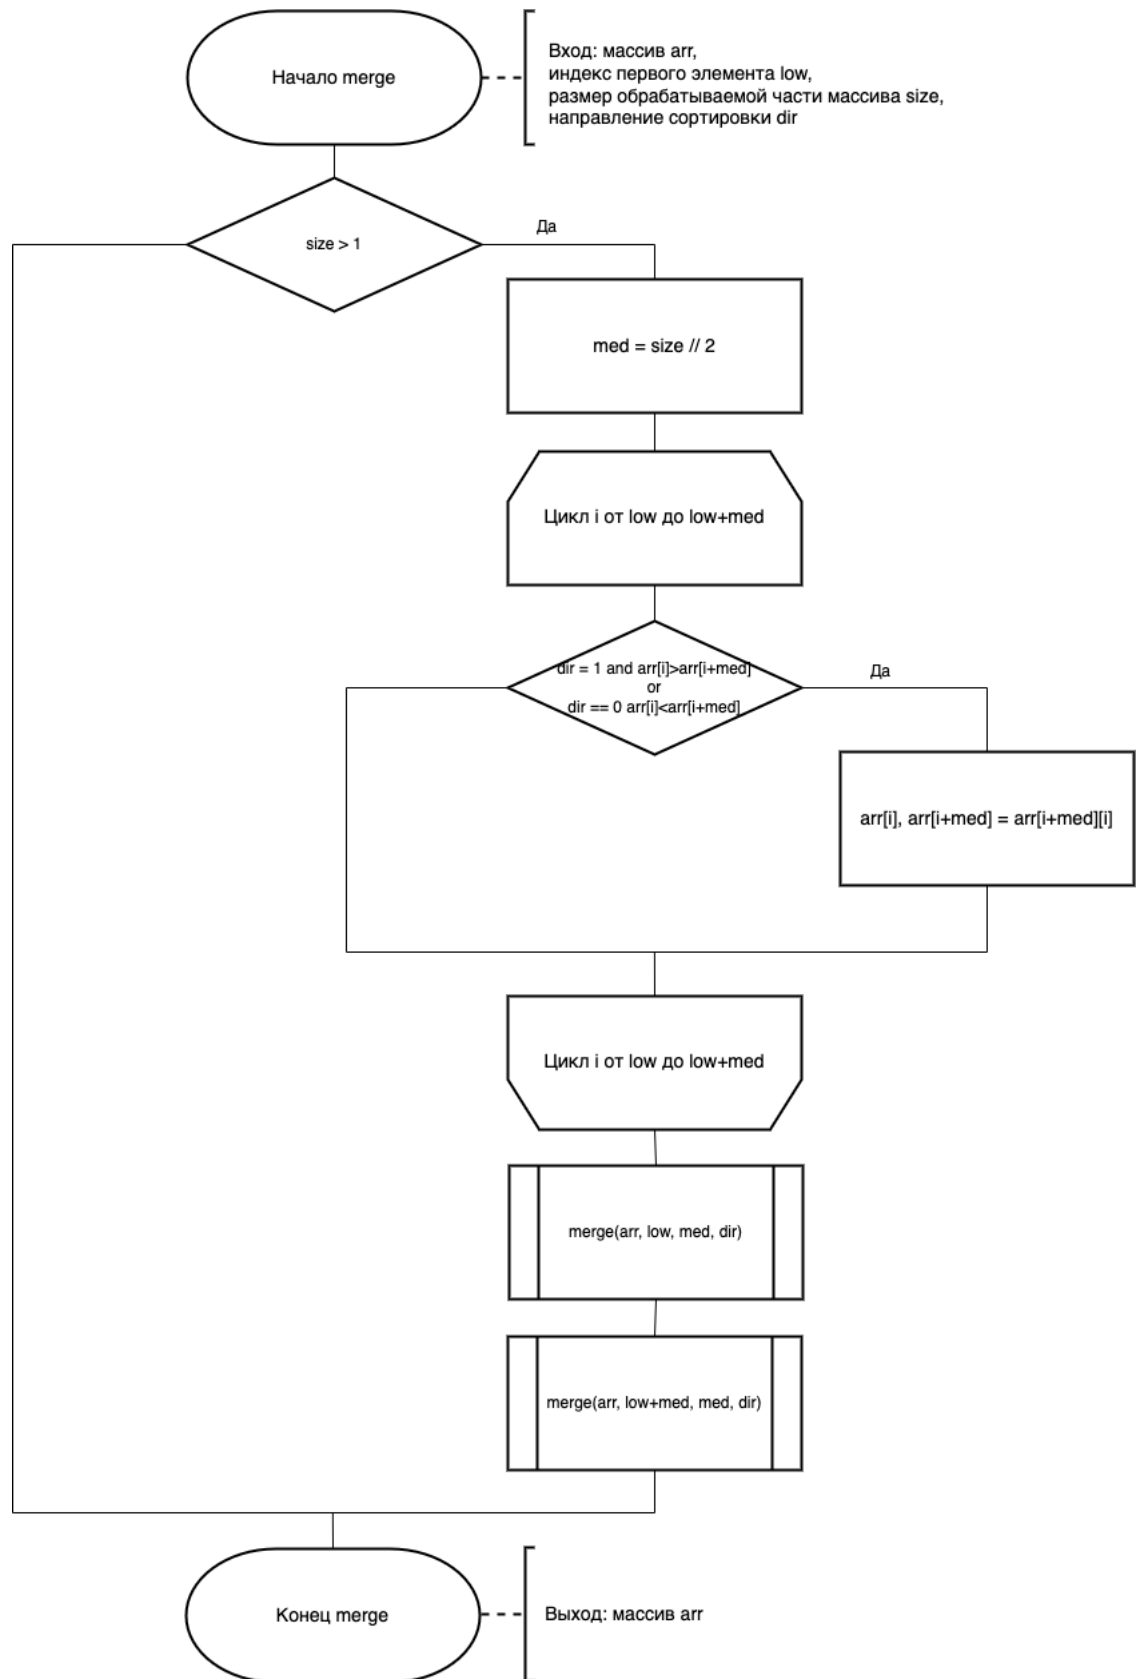 Начало merge
Вход: массив arr,
индекс первого элемента low,
размер обрабатываемой части массива size,
направление сортировки dir
size > 1
Да
med = size // 2
Цикл i от low до low+med
dir = 1 and arr[i]>arr[i+med]
or
dir == 0 arr[i]<arr[i+med]
Да
arr[i], arr[i+med] = arr[i+med][i]
Цикл i от low до low+med
merge(arr, low, med, dir)
merge(arr, low+med, med, dir)
Конец merge
Выход: массив arr